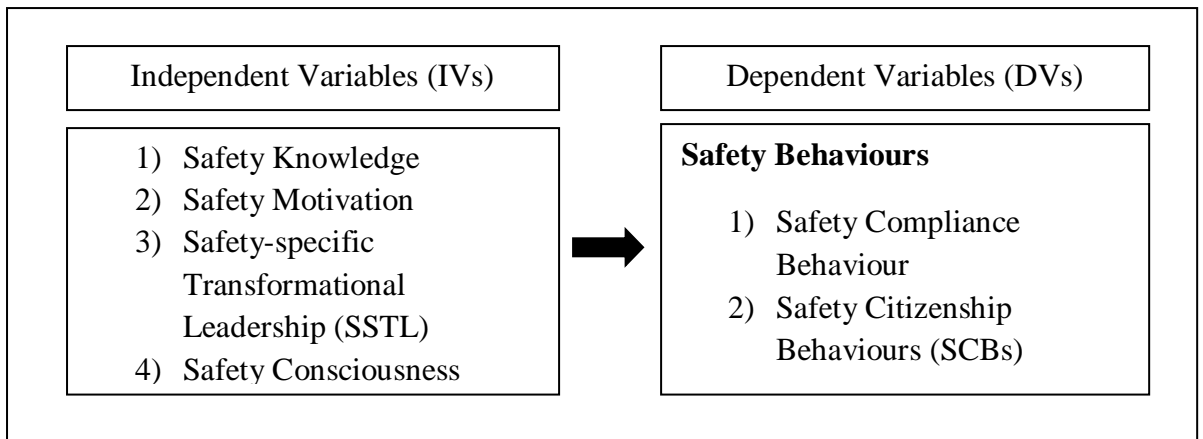 Independent Variables (IVs)
1) Safety Knowledge
2) Safety Motivation
3) Safety-specific
Transformational
Leadership (SSTL)
4) Safety Consciousness
Dependent Variables (DVs)
Safety Behaviours
1) Safety Compliance
Behaviour
2) Safety Citizenship
Behaviours (SCBs)